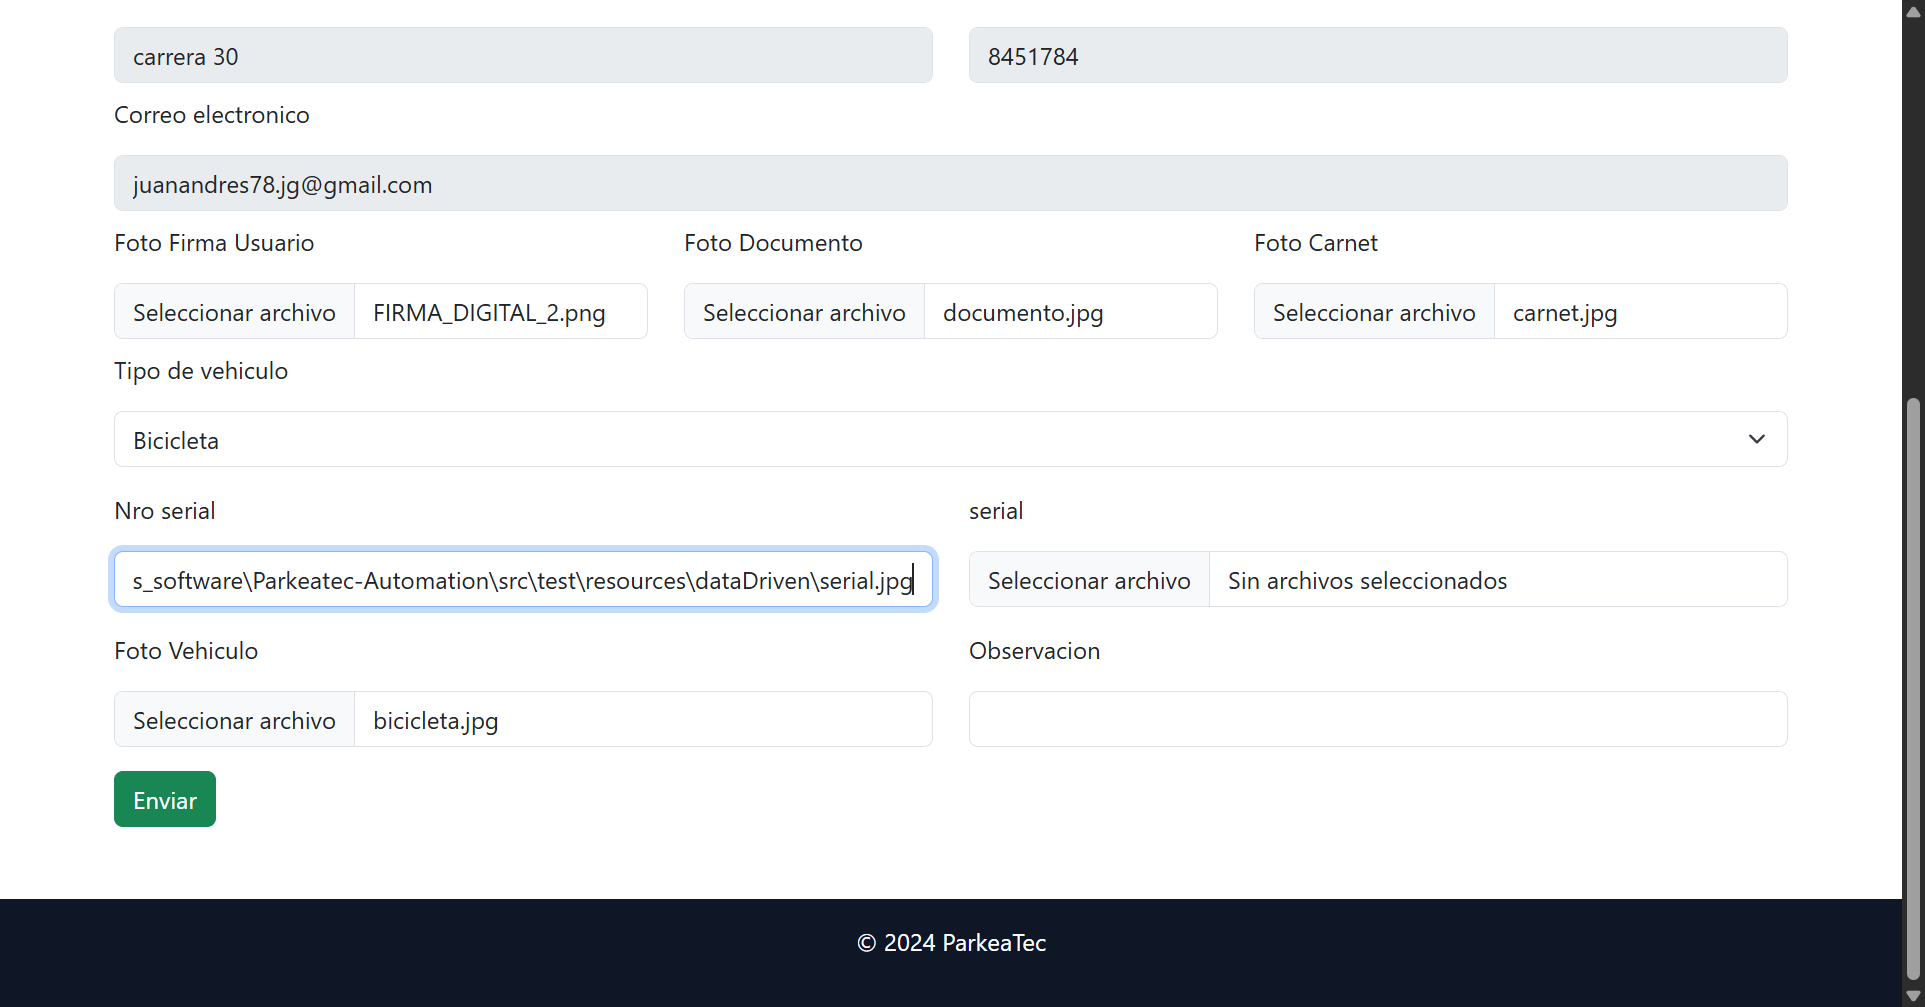 carrera 30
8451784
Correo electronico
juanandres78.jg@gmail.com
Foto Firma Usuario
Foto Documento
Foto Carnet
Seleccionar archivo
FIRMA_DIGITAL_2.png
Seleccionar archivo
documento.jpg
Seleccionar archivo
carnet.jpg
Tipo de vehiculo
Bicicleta
Nro serial
serial
s_software\Parkeatec-Automation\src\test\resources\dataDriven\serial.jpg
Seleccionar archivo
Sin archivos seleccionados
Foto Vehiculo
Observacion
Seleccionar archivo
bicicleta.jpg
Enviar
© 2024 ParkeaTec